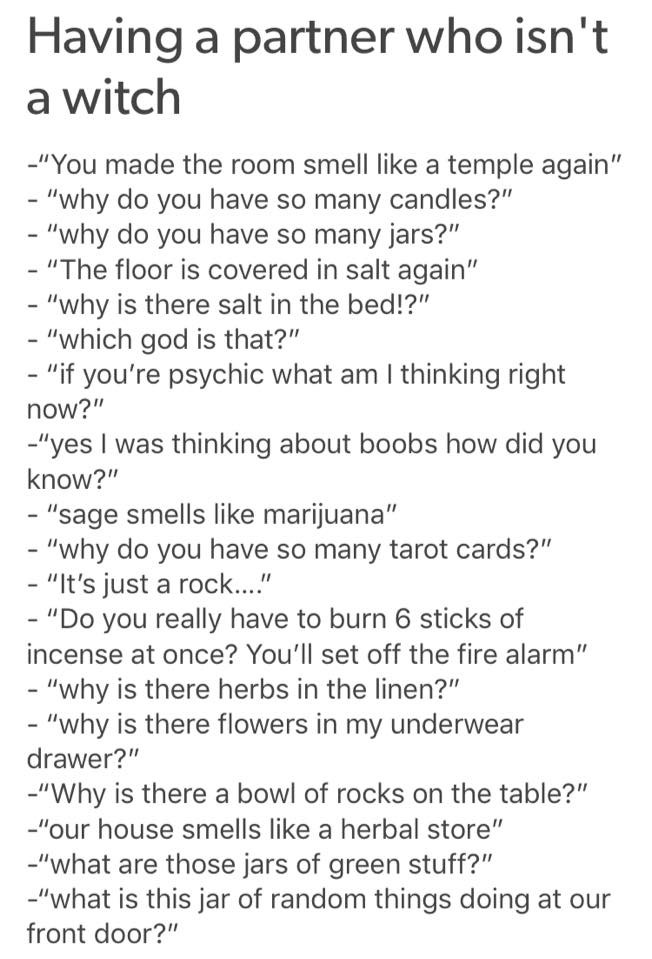 Having a partner who isn't
a witch
-“You made the room smell like a temple again”
- “why do you have so many candles?”
- “why do you have so many jars?”
- “The floor is covered in salt again”
- “why is there salt in the bed!?”
- “which god is that?”
- “if you’re psychic what am I thinking right
now?”
-“yes I was thinking about boobs how did you
know?”
- “sage smells like marijuana”
- “why do you have so many tarot cards?”
- “It’s just a rock....”
- “Do you really have to burn 6 sticks of
incense at once? You’ll set off the fire alarm”
- “why is there herbs in the linen?”
- “why is there flowers in my underwear
drawer?”
-“Why is there a bowl of rocks on the table?”
-“our house smells like a herbal store”
-“what are those jars of green stuff?”
-“what is this jar of random things doing at our
front door?”